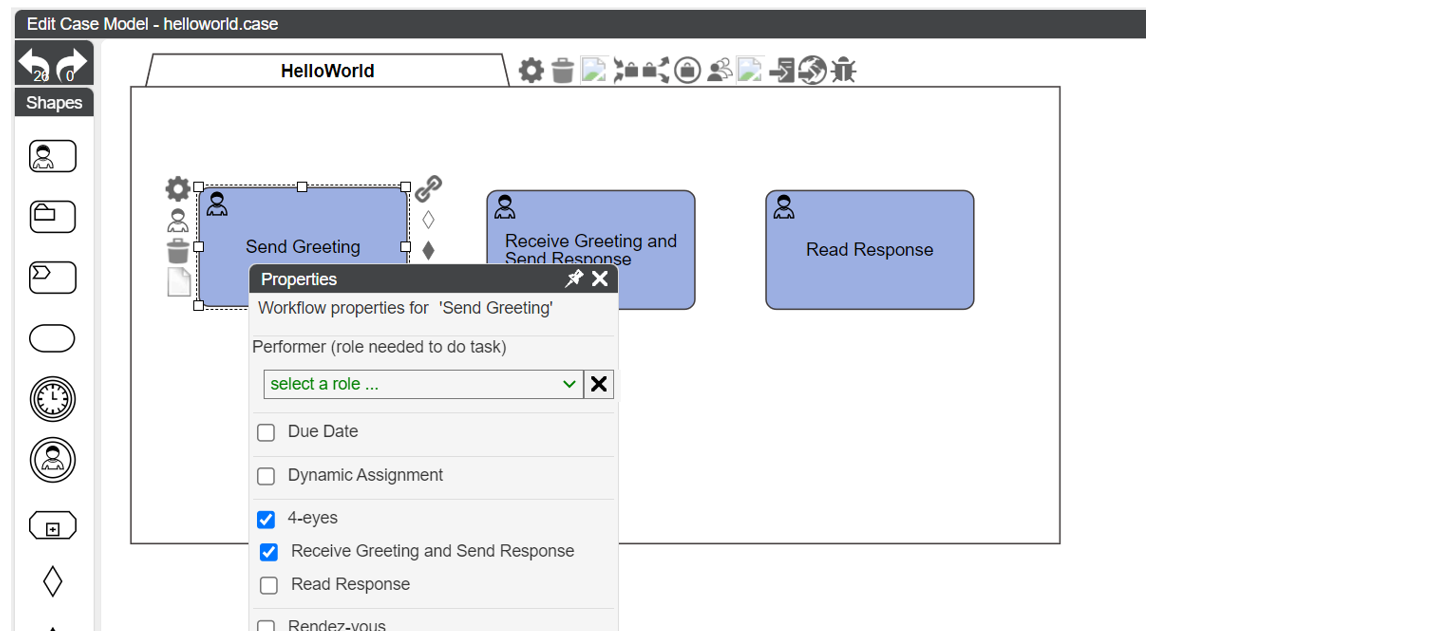 Edit Case Model - helloworld.case
26 0
Shapes
HelloWorld
Send Greeting
Receive Greeting and
Send Response
Read Response
Properties
Workflow properties for 'Send Greeting'
Performer (role needed to do task)
select a role ...
Due Date
Dynamic Assignment
4-eyes
Receive Greeting and Send Response
Read Response
Rendez-vous